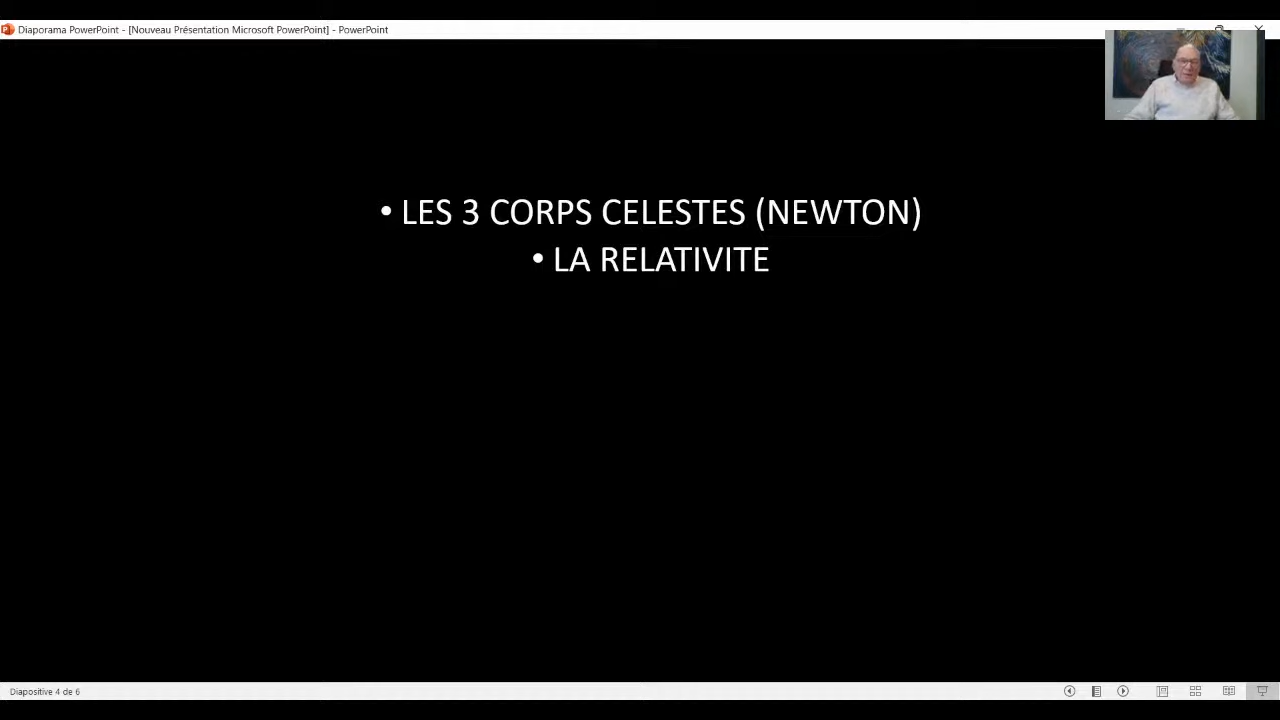 Diaporama PowerPoint - [Nouveau Présentation Microsoft PowerPoint] - PowerPoint
• LES 3 CORPS CELESTES (NEWTON)
• LA RELATIVITE
Diapositive 4 de 6